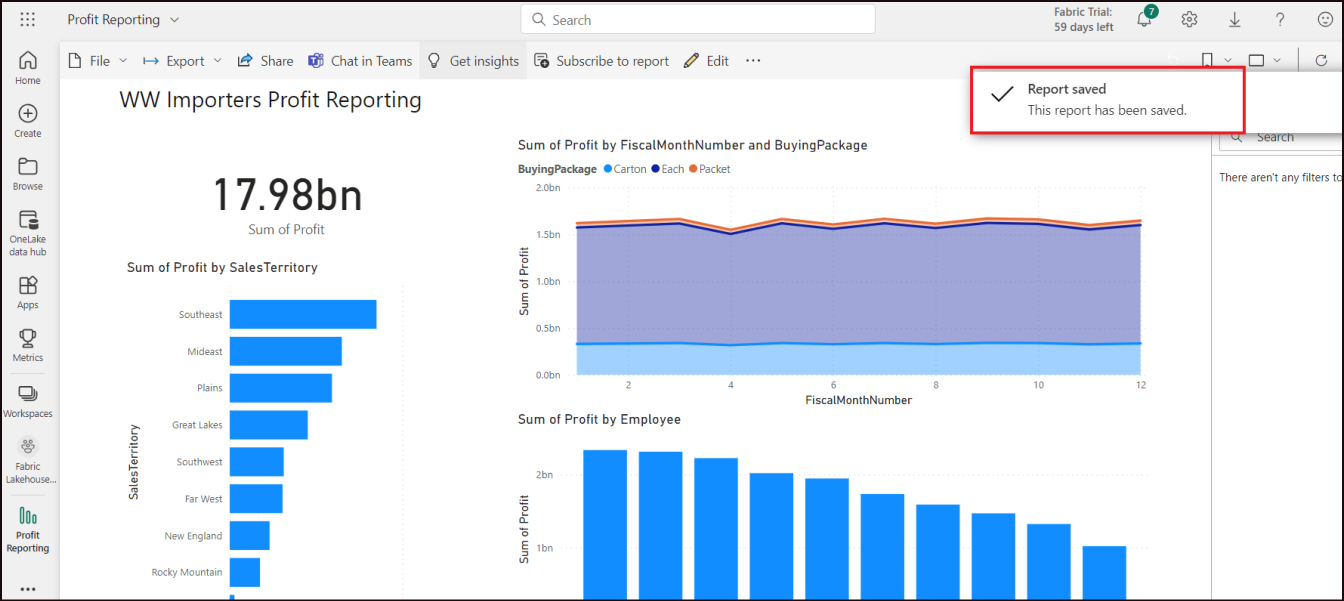 Profit Reporting
Search
Fabric Trial:
59 days left
7
?
Home
Create
Browse
OneLake
data hub
Apps
Metrics
Workspaces
Fabric
Lakehouse...
Profit
Reporting
File
Export
Share
Chat in Teams
Get insights
Subscribe to report
Edit
Report saved
This report has been saved.
Search
There aren't any filters to
WW Importers Profit Reporting
17.98bn
Sum of Profit
Sum of Profit by SalesTerritory
SalesTerritory
Southeast
Mideast
Plains
Great Lakes
Southwest
Far West
New England
Rocky Mountain
Sum of Profit by FiscalMonthNumber and BuyingPackage
BuyingPackage Carton Each Packet
Sum of Profit
2.0bn
1.5bn
1.0bn
0.5bn
0.0bn
2 4 6 8 10 12
FiscalMonthNumber
Sum of Profit by Employee
Sum of Profit
2bn
1bn